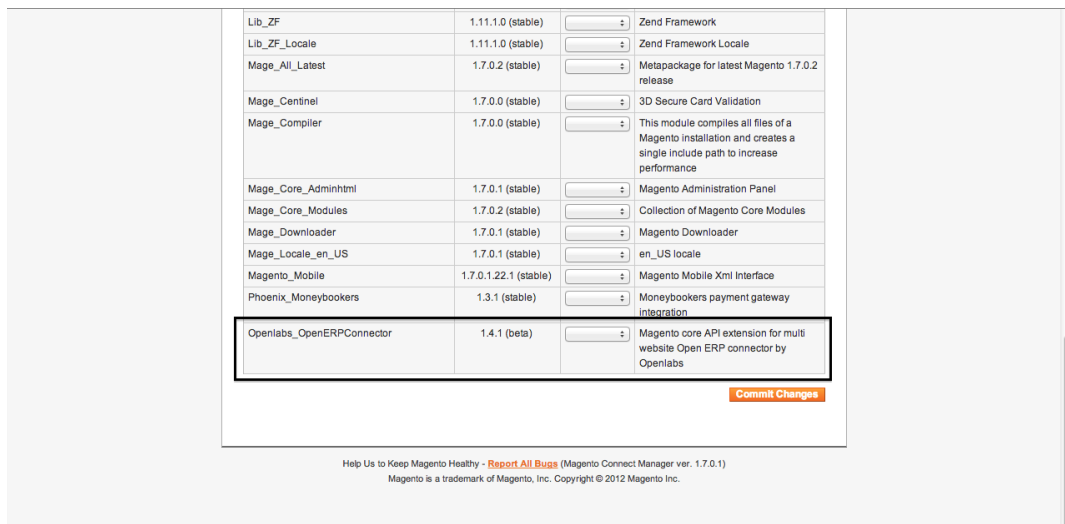 Lib_ZF 1.11.1.0 (stable) Zend Framework
Lib_ZF_Locale 1.11.1.0 (stable) Zend Framework Locale
Mage_All_Latest 1.7.0.2 (stable) Metapackage for latest Magento 1.7.0.2
release
Mage_Centinel 1.7.0.0 (stable) 3D Secure Card Validation
Mage_Compiler 1.7.0.0 (stable) This module compiles all files of a
Magento installation and creates a
single include path to increase
performance
Mage_Core_Adminhtml 1.7.0.1 (stable) Magento Administration Panel
Mage_Core_Modules 1.7.0.2 (stable) Collection of Magento Core Modules
Mage_Downloader 1.7.0.1 (stable) Magento Downloader
Mage_Locale_en_US 1.7.0.1 (stable) en_US locale
Magento_Mobile 1.7.0.1.22.1 (stable) Magento Mobile Xml Interface
Phoenix_Moneybookers 1.3.1 (stable) Moneybookers payment gateway
integration
Openlabs_OpenERPConnector 1.4.1 (beta) Magento core API extension for multi
website Open ERP connector by
Openlabs
Commit Changes
Help Us to Keep Magento Healthy - Report All Bugs (Magento Connect Manager ver. 1.7.0.1)
Magento is a trademark of Magento, Inc. Copyright © 2012 Magento Inc.